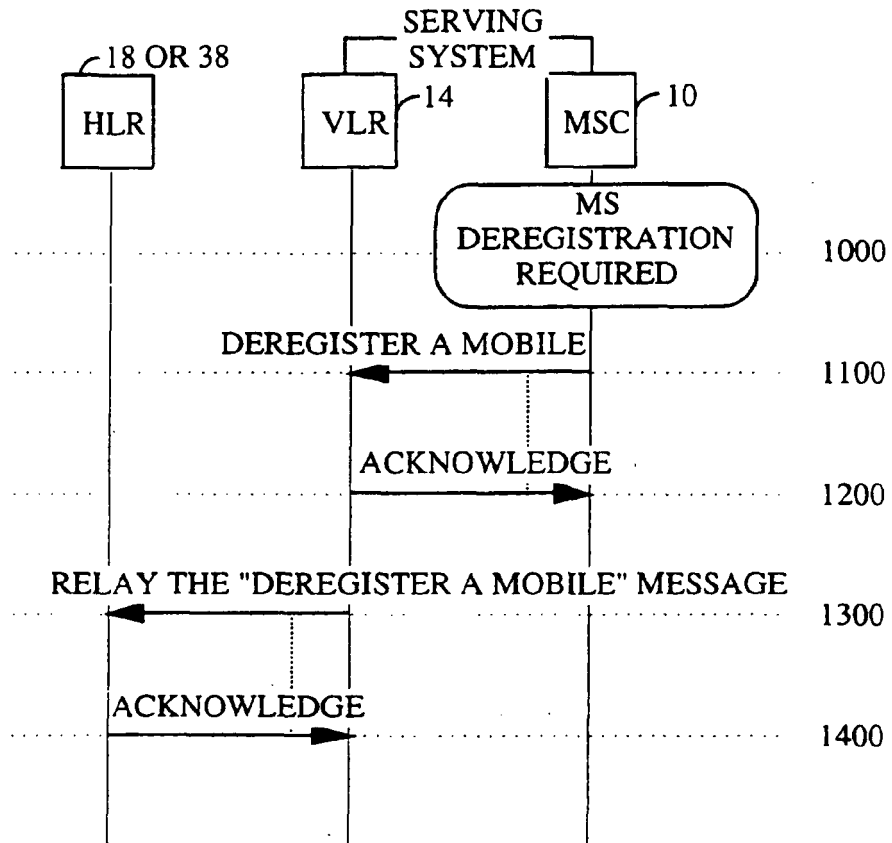 SERVING
SYSTEM
18 OR 38
14
10
HLR
VLR
MSC
MS
DEREGISTRATION
REQUIRED
1000
DEREGISTER A MOBILE
1100
ACKNOWLEDGE
1200
RELAY THE "DEREGISTER A MOBILE" MESSAGE
1300
ACKNOWLEDGE
1400